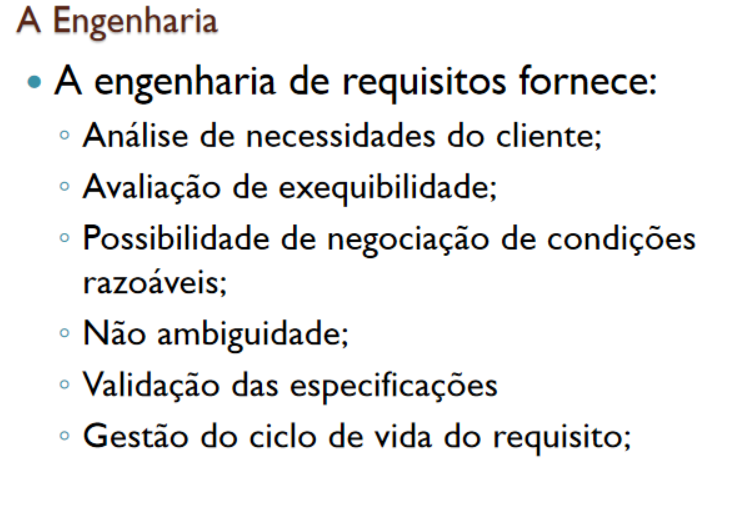 A Engenharia
• A engenharia de requisitos fornece:
◦ Análise de necessidades do cliente;
◦ Avaliação de exequibilidade;
◦ Possibilidade de negociação de condições
razoáveis;
◦ Não ambiguidade;
◦ Validação das especificações
◦ Gestão do ciclo de vida do requisito;